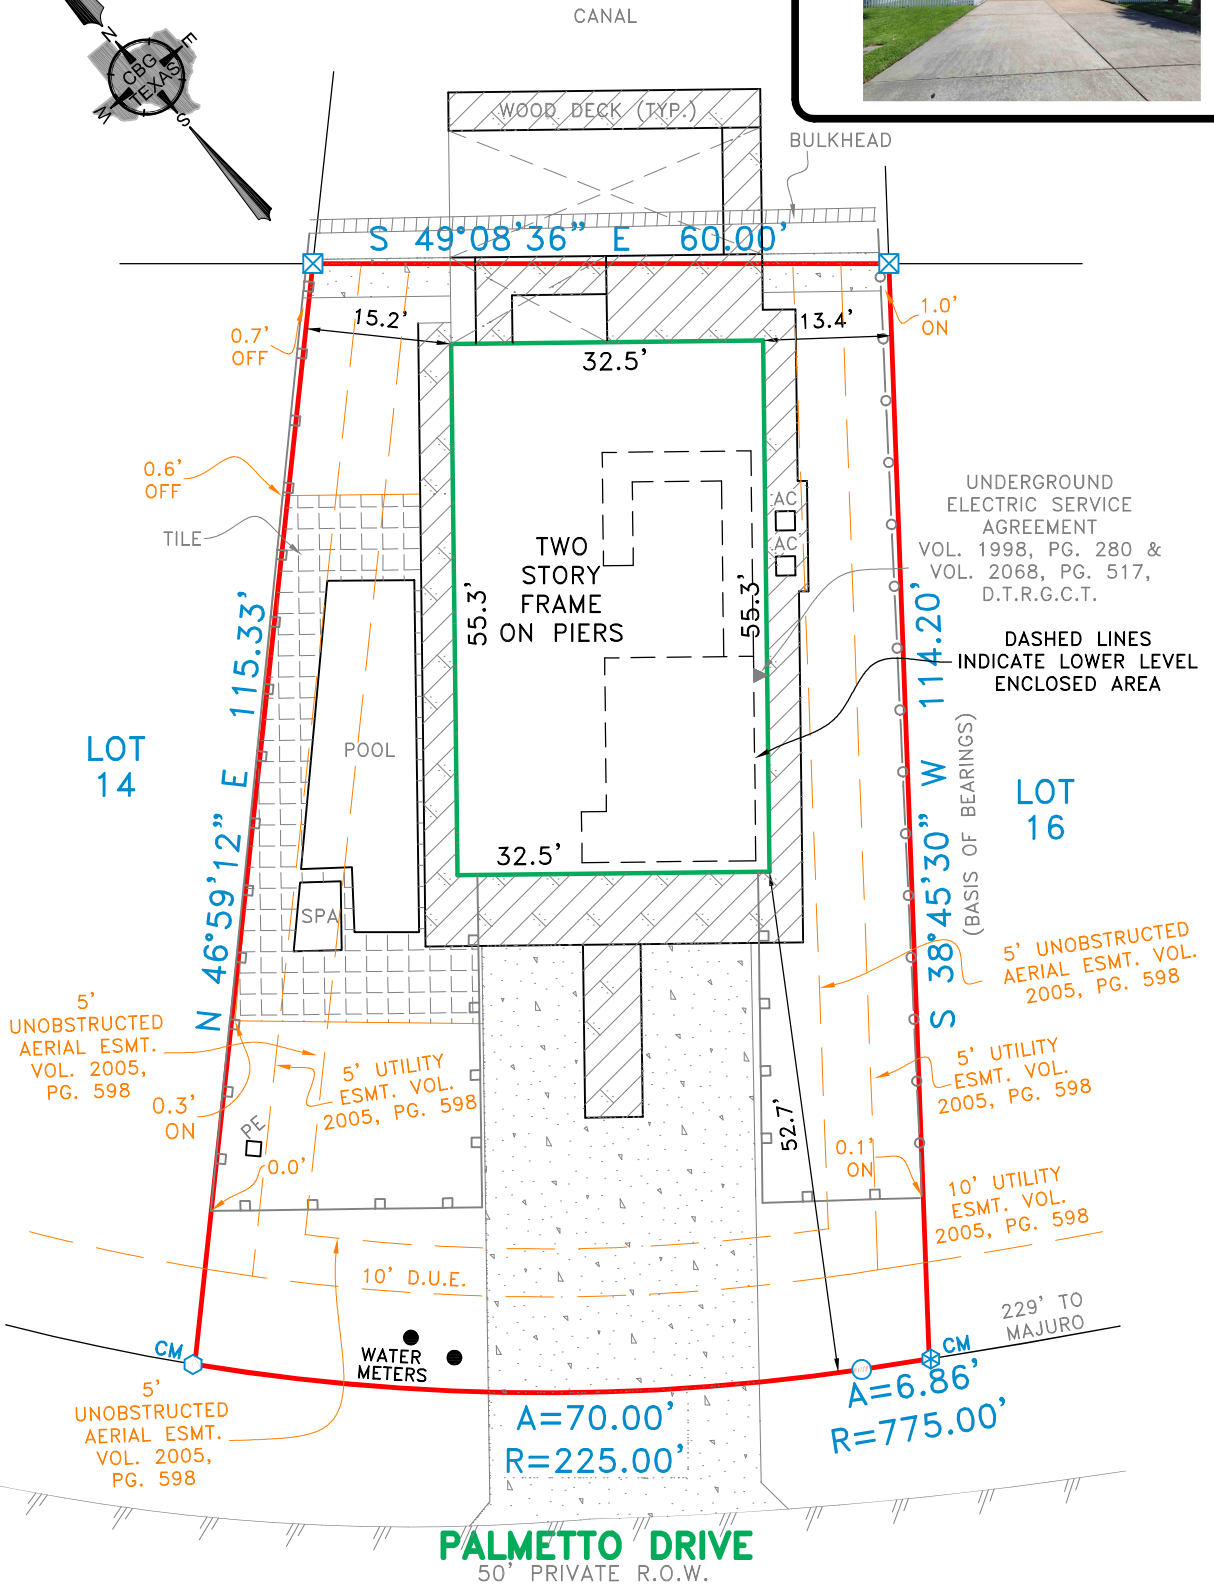 CANAL
N
E
CBG
TEXAS
W
S
WOOD DECK (TYP.)
BULKHEAD
S 49°08'36" E 60.00'
0.7'
OFF
15.2'
32.5'
13.4'
1.0'
ON
0.6'
OFF
TILE
AC
AC
UNDERGROUND
ELECTRIC SERVICE
AGREEMENT
VOL. 1998, PG. 280 &
VOL. 2068, PG. 517,
D.T.R.G.C.T.
TWO
STORY
FRAME
ON PIERS
55.3'
55.3'
DASHED LINES
INDICATE LOWER LEVEL
ENCLOSED AREA
N 46°59'12" E 115.33'
S 38°45'30" W 114.20'
(BASIS OF BEARINGS)
LOT
14
POOL
LOT
16
32.5'
SPA
5' UNOBSTRUCTED
AERIAL ESMT. VOL.
2005, PG. 598
5'
UNOBSTRUCTED
AERIAL ESMT.
VOL. 2005,
PG. 598
5' UTILITY
ESMT. VOL.
2005, PG. 598
5' UTILITY
ESMT. VOL.
2005, PG. 598
0.3'
ON
PE
0.0'
52.7'
0.1'
ON
10' UTILITY
ESMT. VOL.
2005, PG. 598
10' D.U.E.
229' TO
MAJURO
CM
WATER
METERS
CM
5'
UNOBSTRUCTED
AERIAL ESMT.
VOL. 2005,
PG. 598
A=70.00'
R=225.00'
A=6.86'
R=775.00'
PALMETTO DRIVE
50' PRIVATE R.O.W.